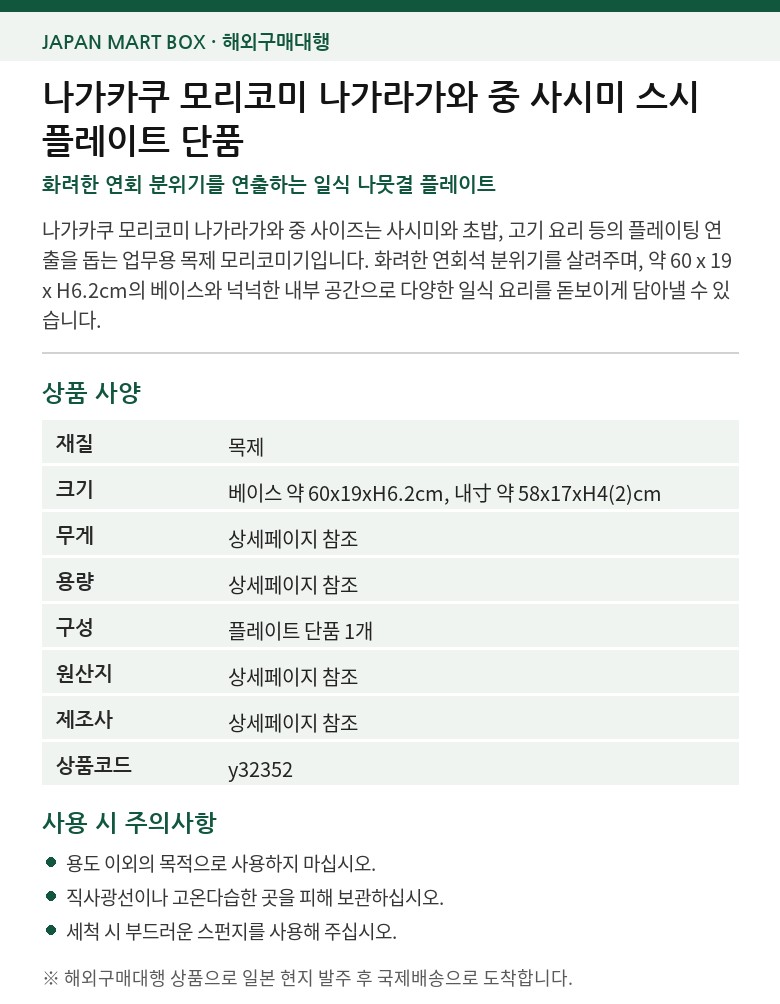 JAPAN MART BOX · 해외구매대행
나가카쿠 모리코미 나가라가와 중 사시미 스시
플레이트 단품
화려한 연회 분위기를 연출하는 일식 나뭇결 플레이트
나가카쿠 모리코미 나가라가와 중 사이즈는 사시미와 초밥, 고기 요리 등의 플레이팅 연
출을 돕는 업무용 목제 모리코미기입니다. 화려한 연회석 분위기를 살려주며, 약 60 x 19
x H6.2cm의 베이스와 넉넉한 내부 공간으로 다양한 일식 요리를 돋보이게 담아낼 수 있
습니다.
상품 사양
재질 목제
크기 베이스 약 60x19xH6.2cm, 내寸 약 58x17xH4(2)cm
무게 상세페이지 참조
용량 상세페이지 참조
구성 플레이트 단품 1개
원산지 상세페이지 참조
제조사 상세페이지 참조
상품코드 y32352
사용 시 주의사항
● 용도 이외의 목적으로 사용하지 마십시오.
● 직사광선이나 고온다습한 곳을 피해 보관하십시오.
● 세척 시 부드러운 스펀지를 사용해 주십시오.
※ 해외구매대행 상품으로 일본 현지 발주 후 국제배송으로 도착합니다.